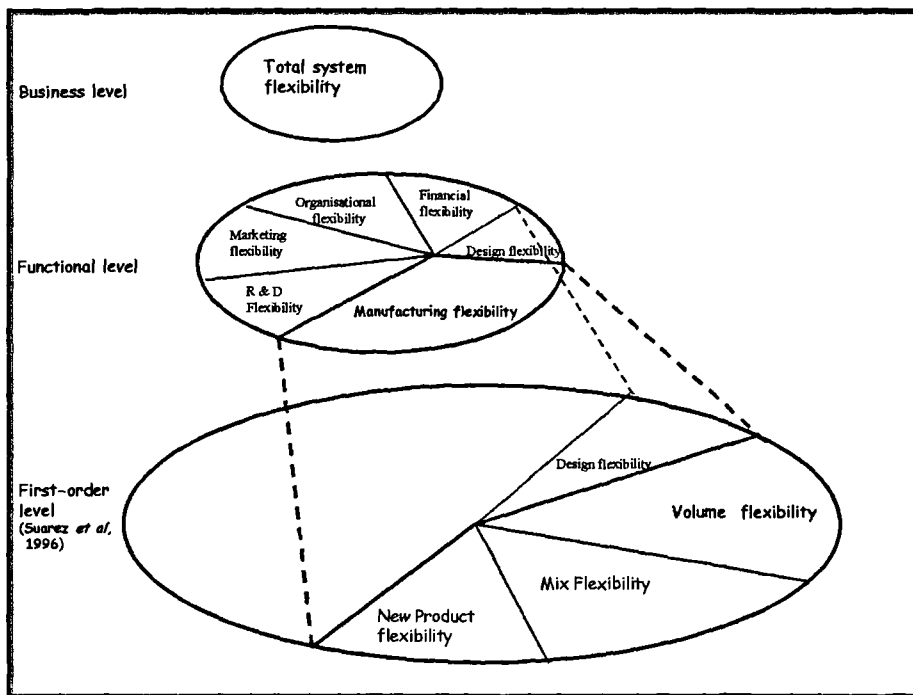 Business level
Total system
flexibility
Functional level
Organisational
flexibility
Financial
flexibility
Marketing
flexibility
Design flexibility
R & D
Flexibility
Manufacturing flexibility
First-order
level
(Suarez et al,
1996)
Design flexibility
Volume flexibility
Mix Flexibility
New Product
flexibility